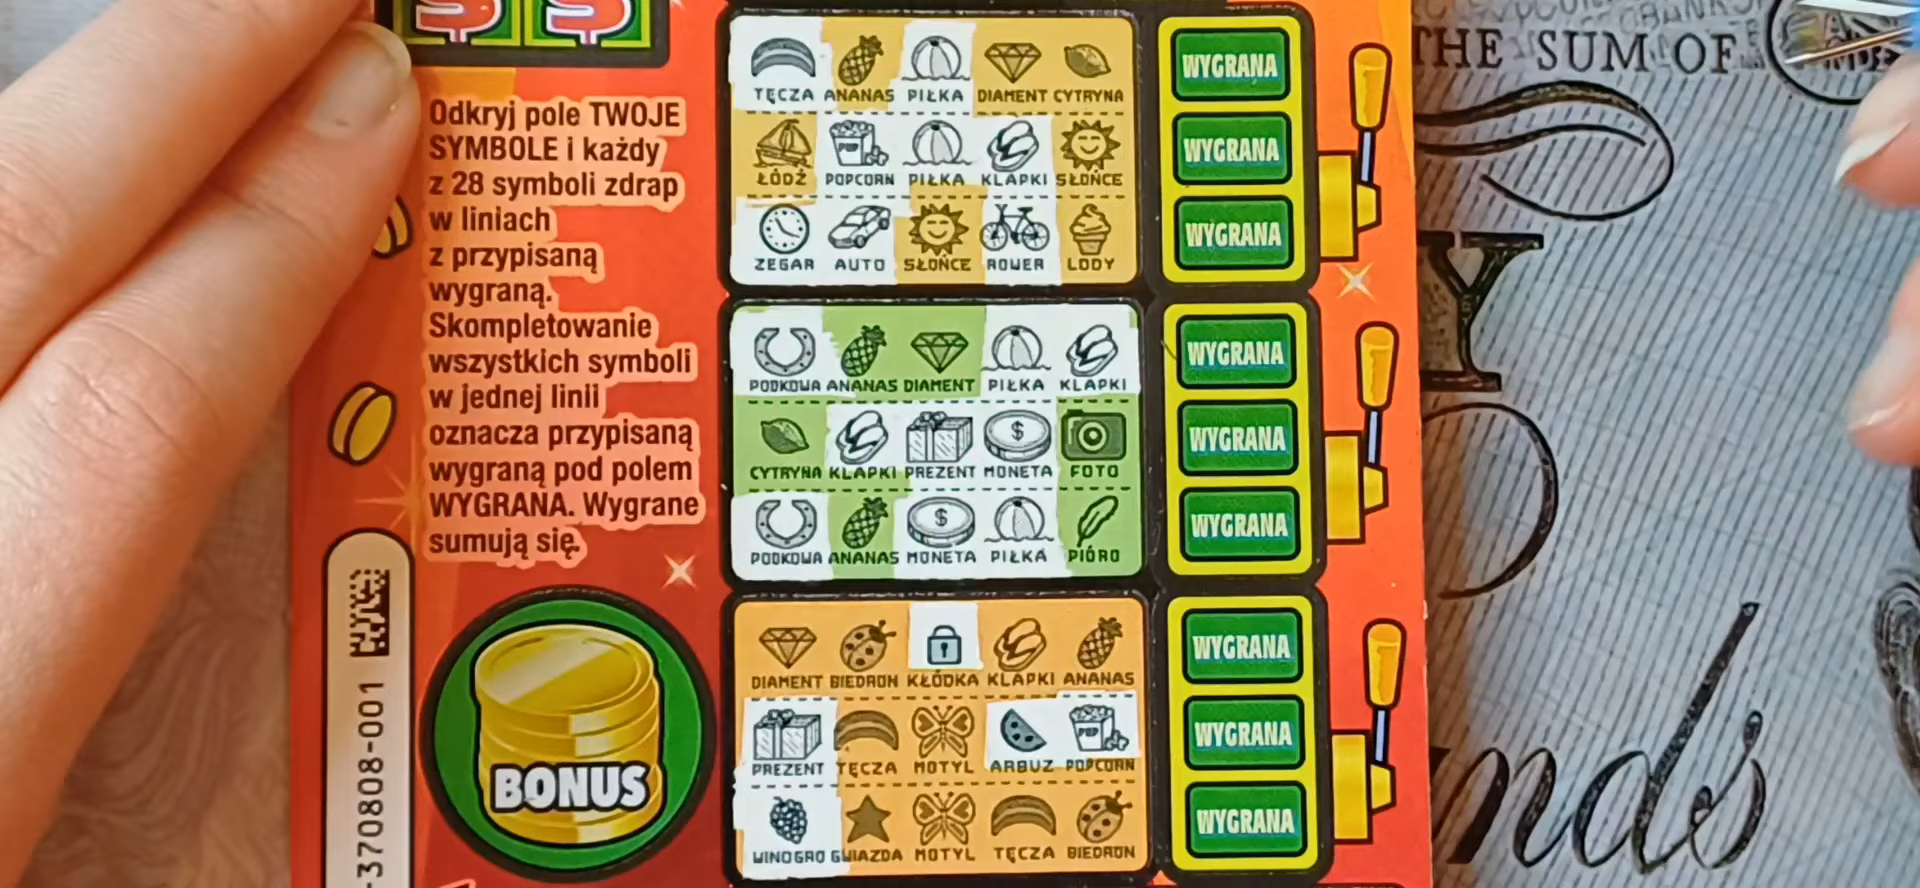 $ $
Odkryj pole TWOJE
SYMBOLE i każdy
z 28 symboli zdrap
w liniach
z przypisaną
wygraną.
Skompletowanie
wszystkich symboli
w jednej linii
oznacza przypisaną
wygraną pod polem
WYGRANA. Wygrane
sumują się.
-370808-001
BONUS
TĘCZA ANANAS PIŁKA DIAMENT CYTRYNA
WYGRANA
POP
ŁÓDŹ POPCORN PIŁKA KLAPKI SŁOŃCE
WYGRANA
ZEGAR AUTO SŁOŃCE ROWER LODY
WYGRANA
PODKOWA ANANAS DIAMENT PIŁKA KLAPKI
WYGRANA
$
CYTRYNA KLAPKI PREZENT MONETA FOTO
WYGRANA
$
PODKOWA ANANAS MONETA PIŁKA PIÓRO
WYGRANA
DIAMENT BIEDRON KŁÓDKA KLAPKI ANANAS
WYGRANA
POP
PREZENT TĘCZA MOTYL ARBUZ POPCORN
WYGRANA
WINOGRO GWIAZDA MOTYL TĘCZA BIEDRON
WYGRANA
THE SUM OF
Y
nds